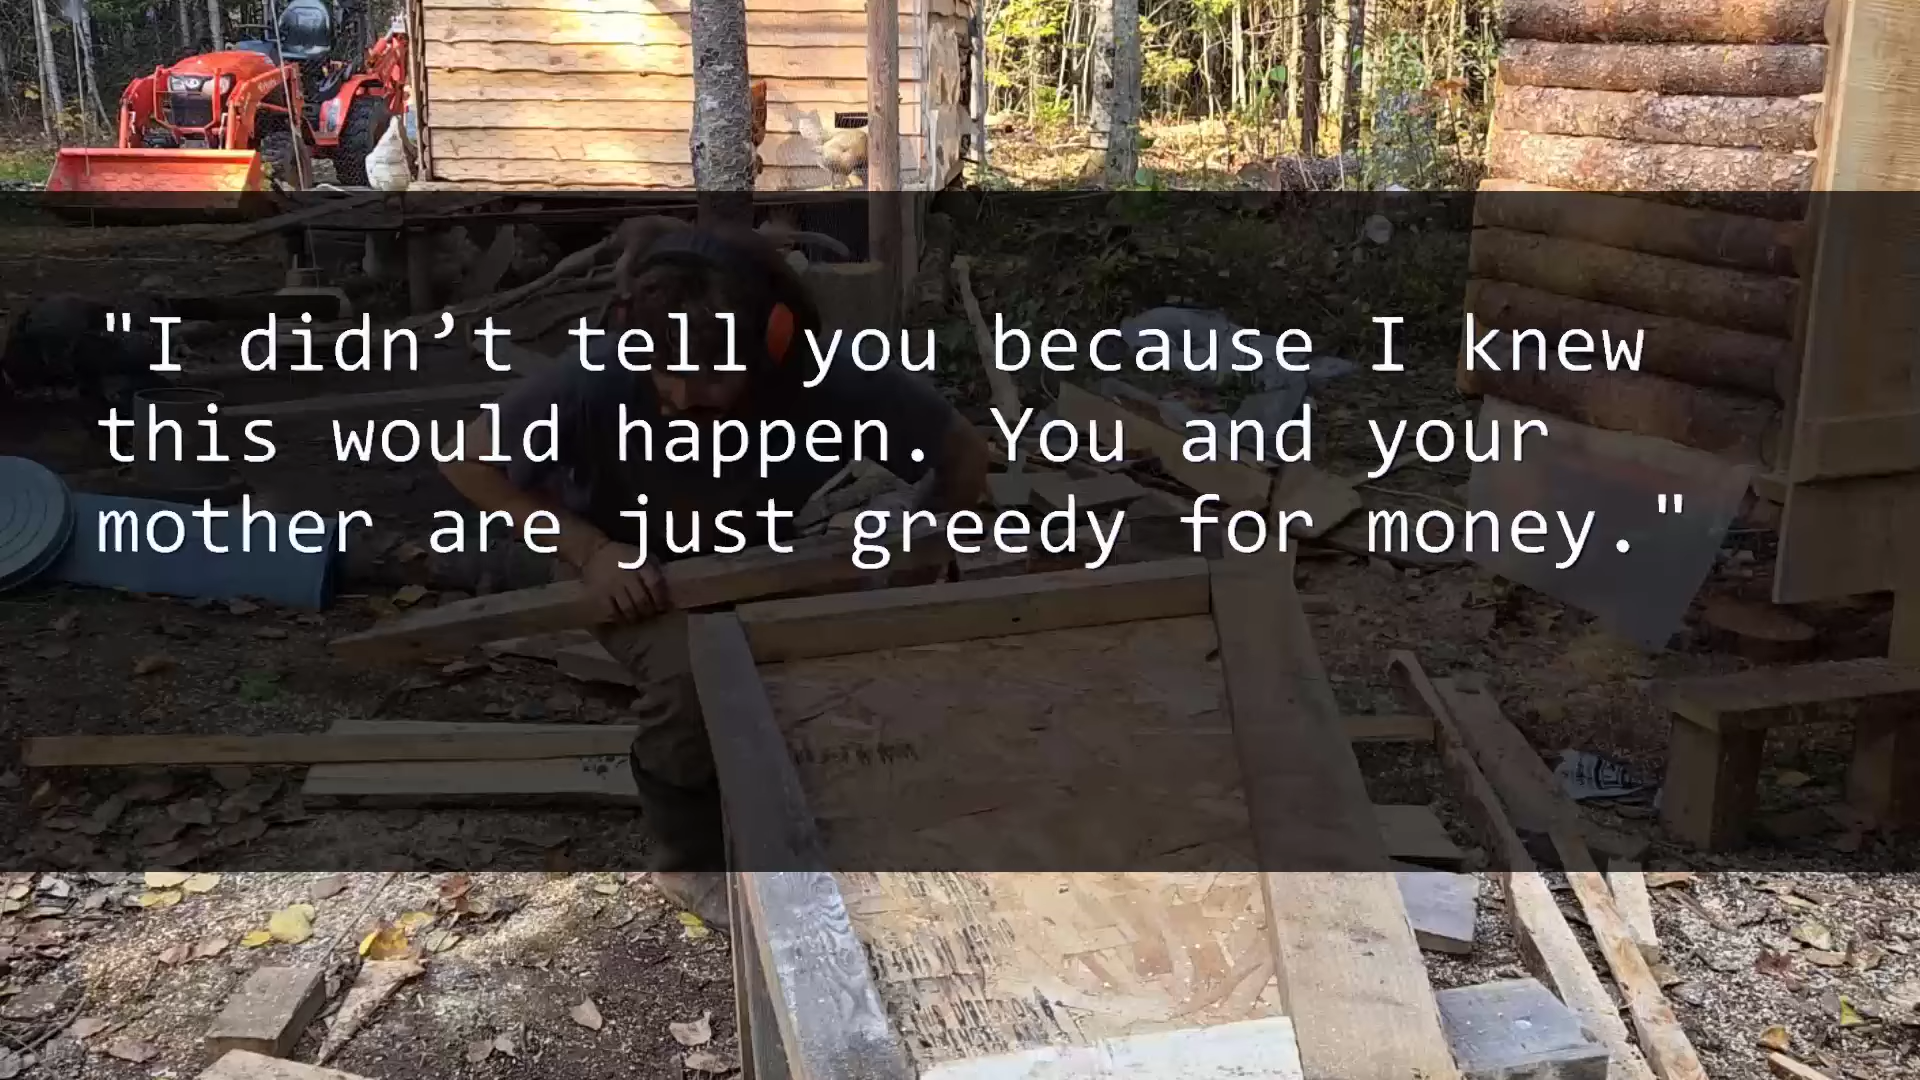 "I didn’t tell you because I knew
this would happen. You and your
mother are just greedy for money."